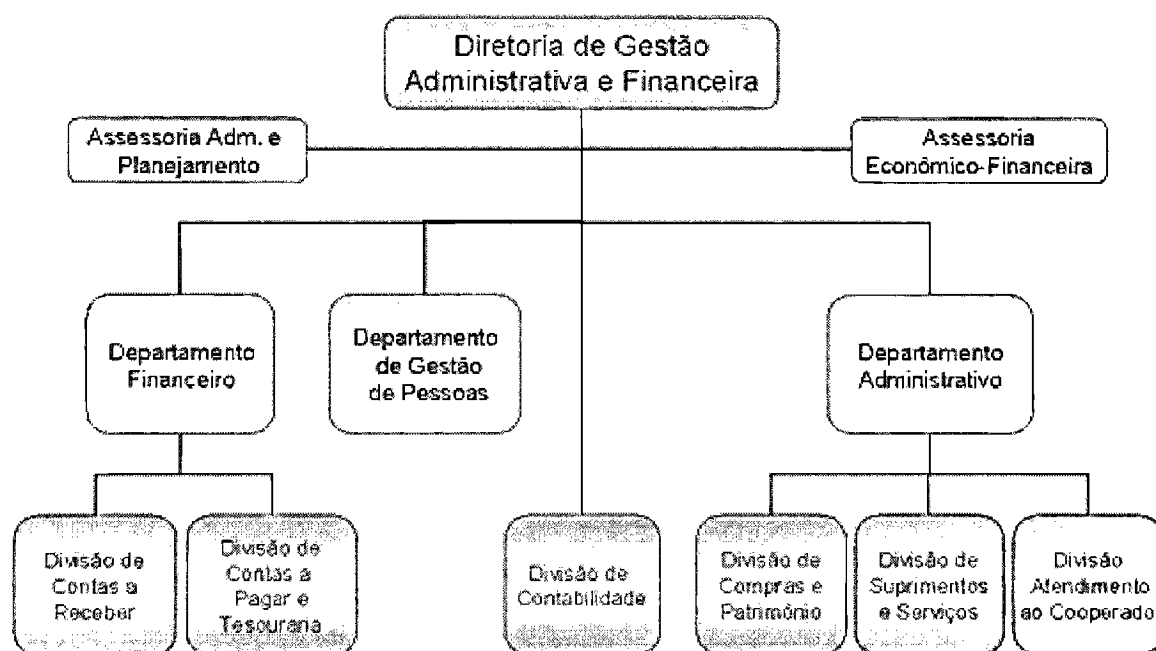 Diretoria de Gestão
Administrativa e Financeira
Assessoria Adm. e
Planejamento
Assessoria
Econômico-Financeira
Departamento
Financeiro
Departamento
de Gestão
de Pessoas
Departamento
Administrativo
Divisão de
Contas a
Receber
Divisão de
Contas a
Pagar e
Tesouraria
Divisão de
Contabilidade
Divisão de
Compras e
Patrimônio
Divisão de
Suprimentos
e Serviços
Divisão
Atendimento
ao Cooperado